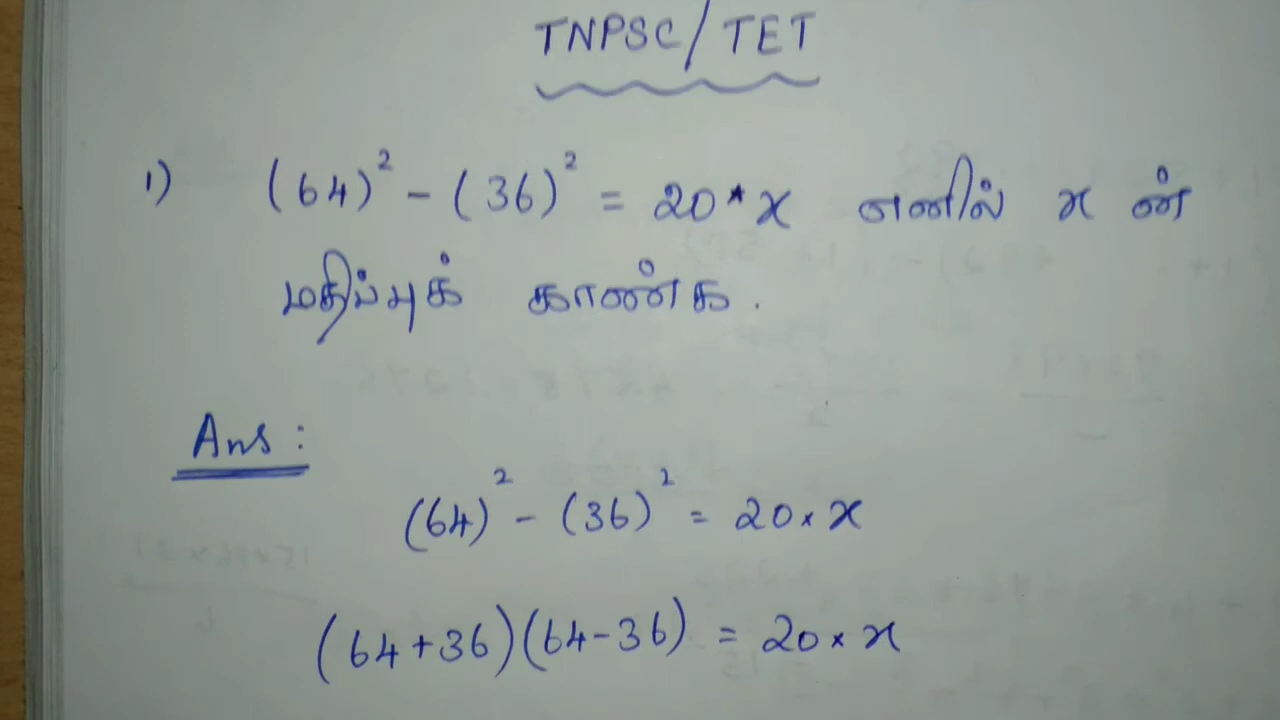 TNPSC/TET
1) (64)² - (36)² = 20 * x எனில் x ன்
மதிப்புக் காண்க.
Ans:
(64)² - (36)² = 20 × x
(64+36)(64-36) = 20 × x